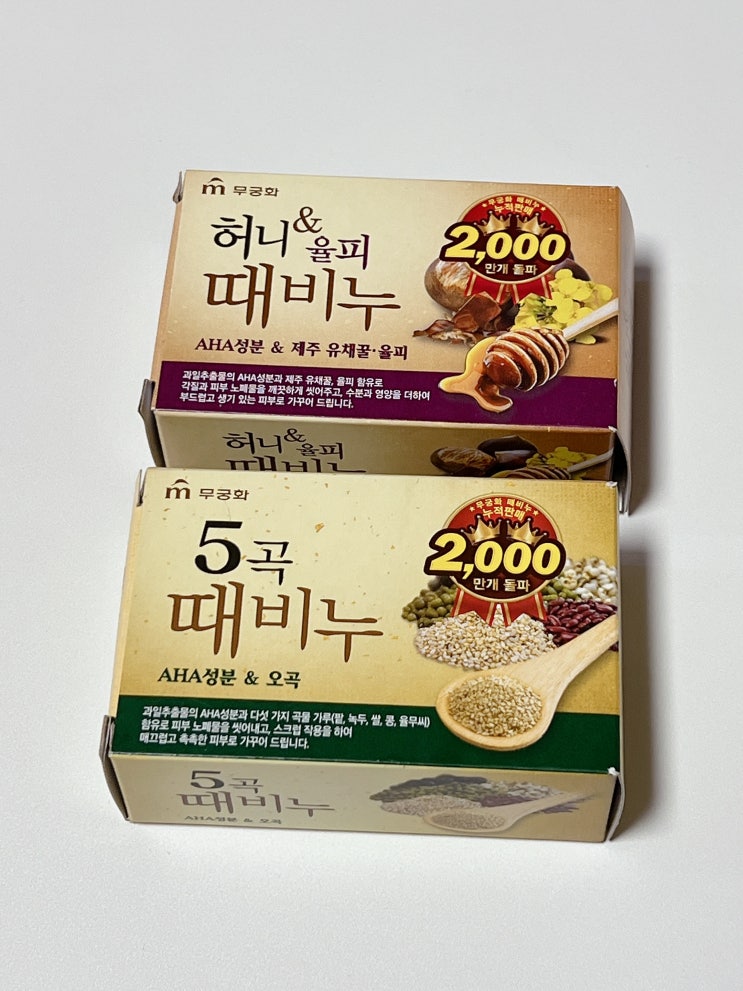 무궁화
허니&율피
때비누
AHA성분 & 제주 유채꿀·율피
과일추출물의 AHA성분과 제주 유채꿀, 율피 함유로
각질과 피부 노폐물을 깨끗하게 씻어주고, 수분과 영양을 더하여
부드럽고 생기 있는 피부로 가꾸어 드립니다.
★무궁화 때비누★
누적판매
2,000
만개 돌파
허니&율피
때비누
무궁화
5곡
때비누
AHA성분 & 오곡
과일추출물의 AHA성분과 다섯 가지 곡물 가루(팥, 녹두, 쌀, 콩, 율무씨)
함유로 피부 노폐물을 씻어내고, 스크럽 작용을 하여
매끄럽고 촉촉한 피부로 가꾸어 드립니다.
★무궁화 때비누★
누적판매
2,000
만개 돌파
5곡
때비누
AHA성분 & 오곡